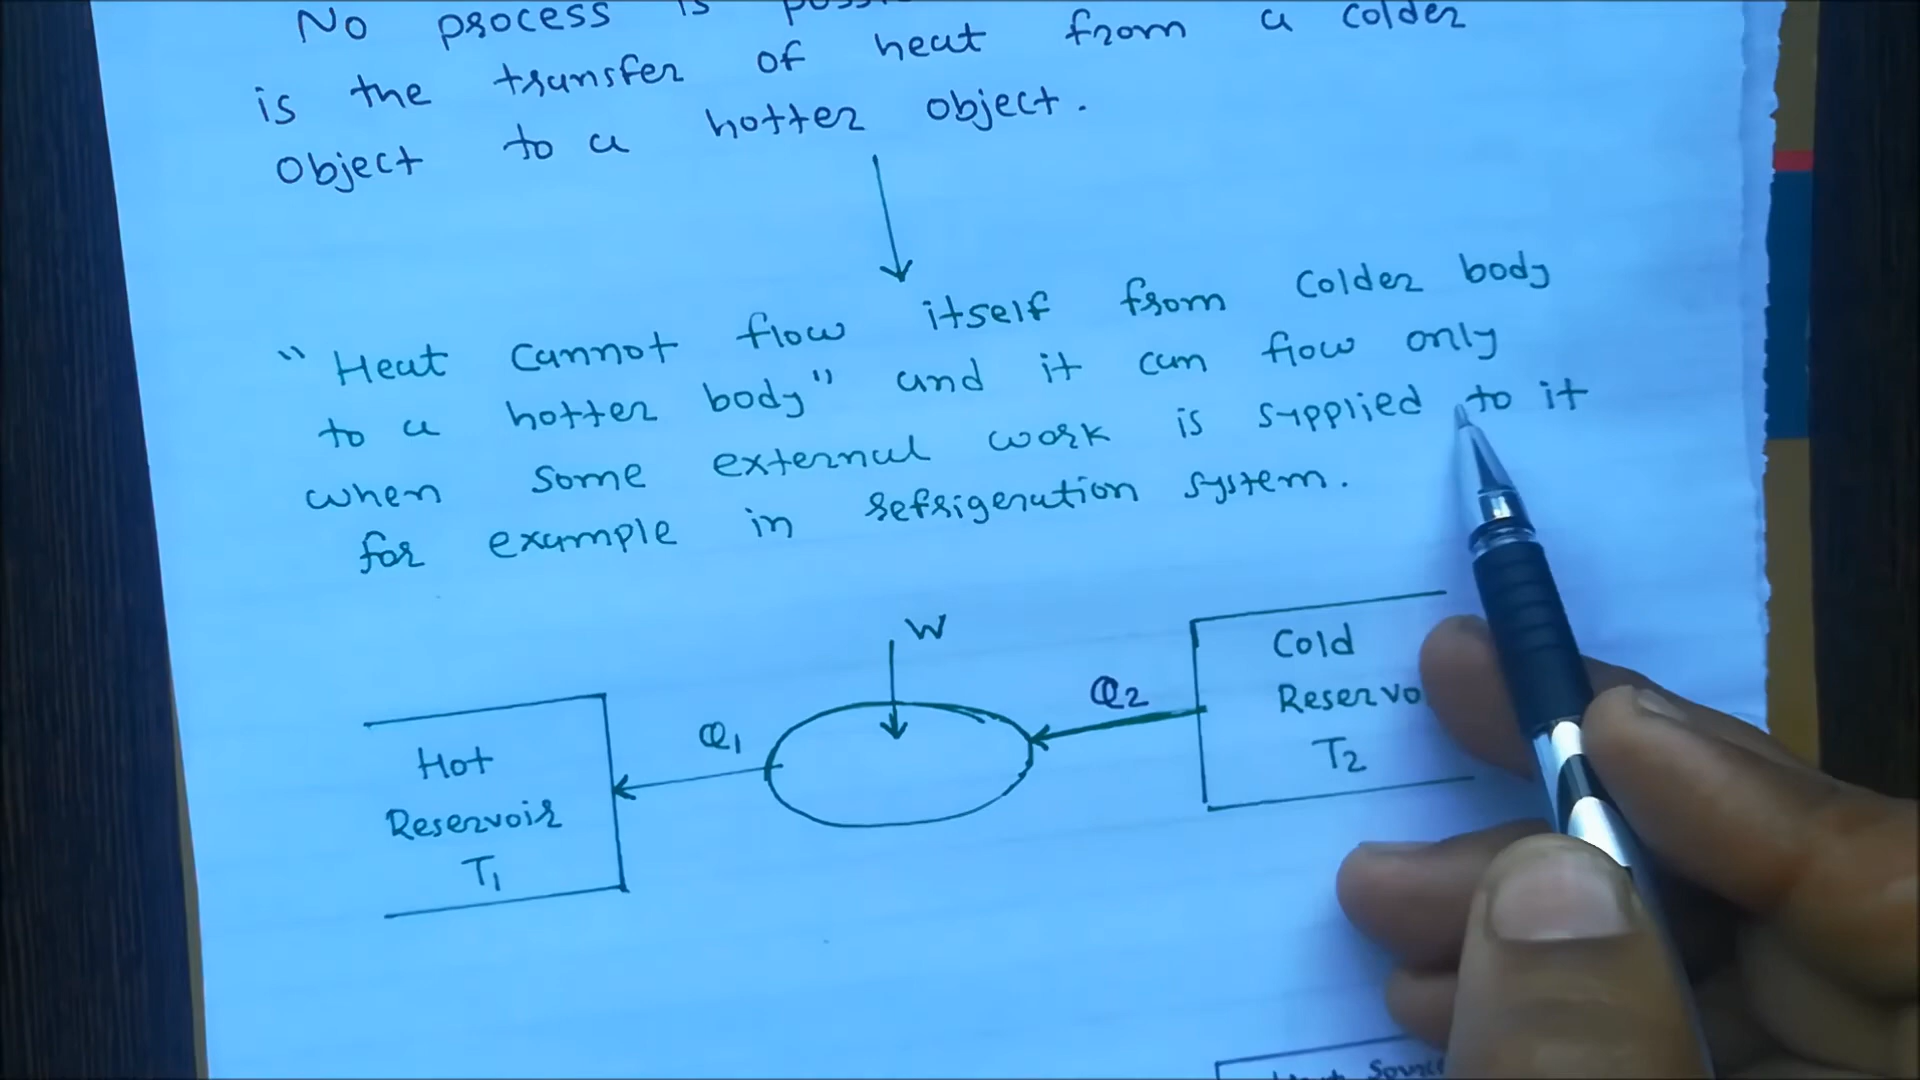 No process is
is the transfer of heat from a colder
object to a hotter object.
"Heat cannot flow itself from colder body
to a hotter body" and it can flow only
when some external work is supplied to it
for example in refrigeration system.
W
Q2
Cold
Reservo
T2
Q1
Hot
Reservoir
T1